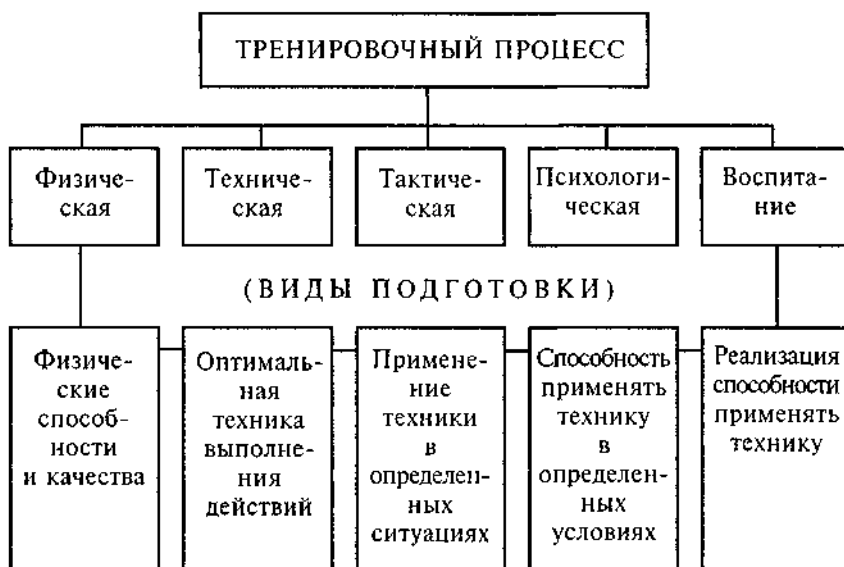 ТРЕНИРОВОЧНЫЙ ПРОЦЕСС
Физиче-
ская
Техниче-
ская
Тактиче-
ская
Психологи-
ческая
Воспита-
ние
(ВИДЫ ПОДГОТОВКИ)
Физиче-
ские
способ-
ности
и качества
Оптималь-
ная
техника
выполне-
ния
действий
Примене-
ние
техники
в
определен-
ных
ситуациях
Способность
применять
технику
в
определен-
ных
условиях
Реализация
способности
применять
технику